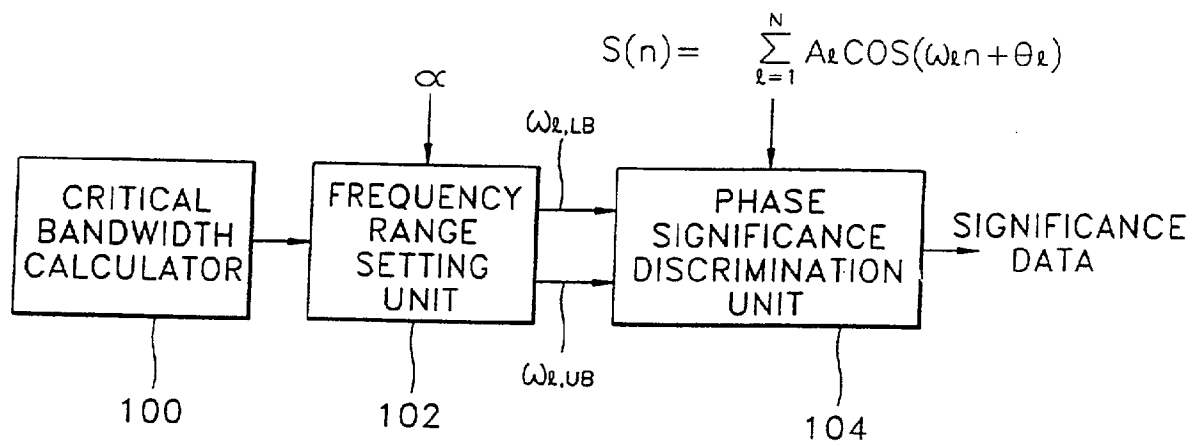 S(n) = N Σ ℓ=1 AℓCOS(ωℓn+θℓ)
α
ωℓ,LB
CRITICAL
BANDWIDTH
CALCULATOR
FREQUENCY
RANGE
SETTING
UNIT
PHASE
SIGNIFICANCE
DISCRIMINATION
UNIT
SIGNIFICANCE
DATA
ωℓ,UB
100
102
104